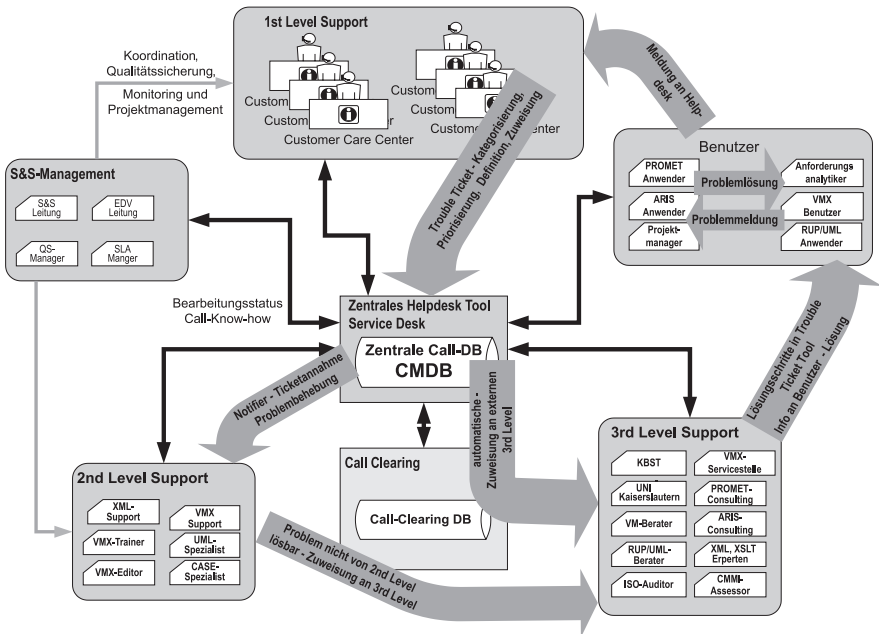 1st Level Support
Custom
Custom
Customer Care Center
Custom
Custom
Koordination,
Qualitätssicherung,
Monitoring und
Projektmanagement
Meldung an Help-
desk
Trouble Ticket - Kategorisierung,
Priorisierung, Definition, Zuweisung
S&S-Management
S&S
Leitung
EDV
Leitung
QS-
Manager
SLA
Manger
Benutzer
PROMET
Anwender
Anforderungs
analytiker
Problemlösung
ARIS
Anwender
VMX
Benutzer
Problemmeldung
Projekt-
manager
RUP/UML
Anwender
Bearbeitungsstatus
Call-Know-how
Zentrales Helpdesk Tool
Service Desk
Zentrale Call-DB
CMDB
Notifier - Ticketannahme
Problembehebung
automatische -
Zuweisung an externen
3rd Level
Lösungsschritte in Trouble
Ticket Tool
Info an Benutzer - Lösung
Call Clearing
Call-Clearing DB
2nd Level Support
XML-
Support
VMX
Support
VMX-Trainer
UML-
Spezialist
VMX-Editor
CASE-
Spezialist
Problem nicht von 2nd Level
lösbar - Zuweisung an 3rd Level
3rd Level Support
KBST
VMX-
Servicestelle
UNI
Kaiserslautern
PROMET-
Consulting
VM-Berater
ARIS-
Consulting
RUP/UML-
Berater
XML, XSLT
Erperten
ISO-Auditor
CMMI-
Assessor